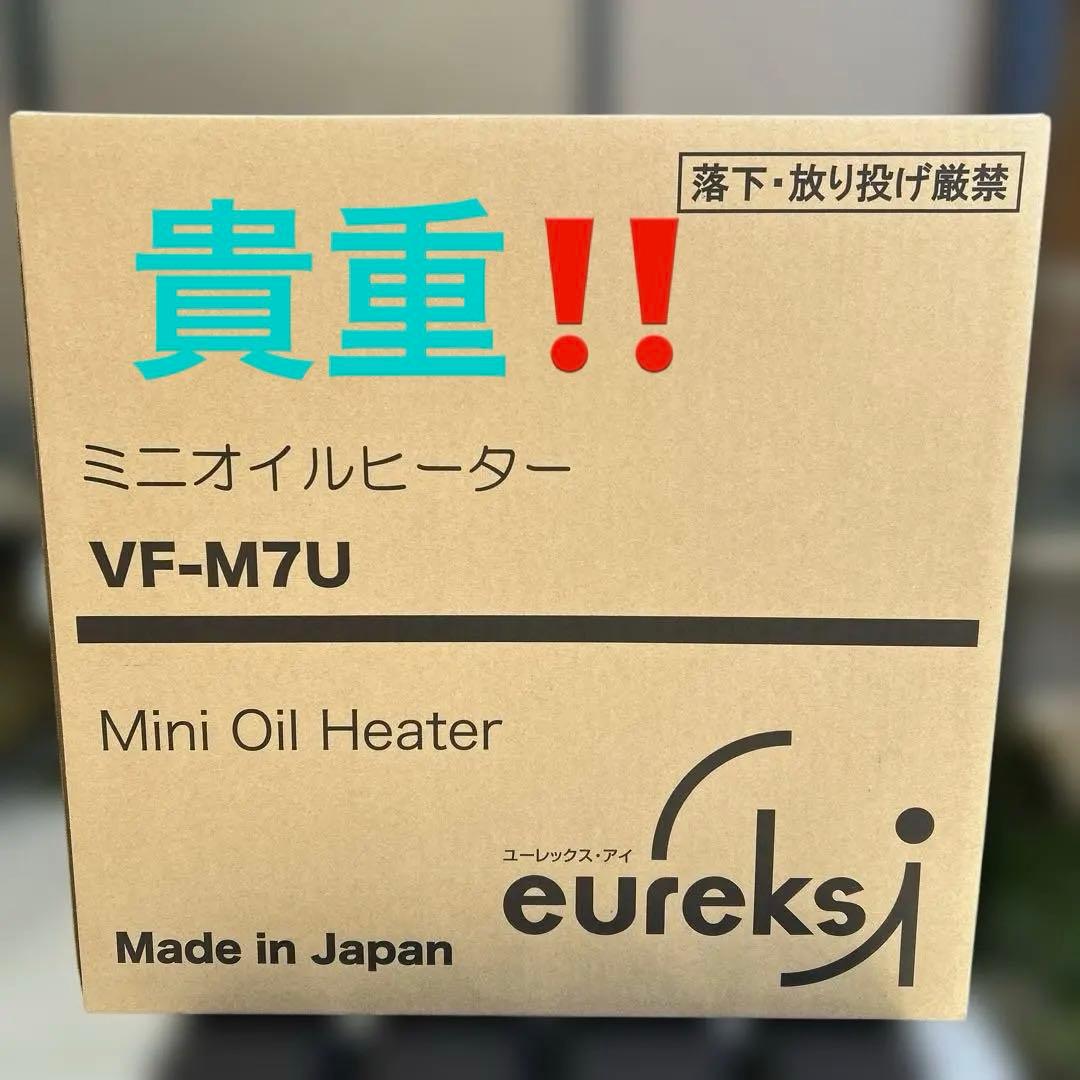 落下・放り投げ厳禁
貴重‼
ミニオイルヒーター
VF-M7U
Mini Oil Heater
ユーレックス・アイ
eureks i
Made in Japan